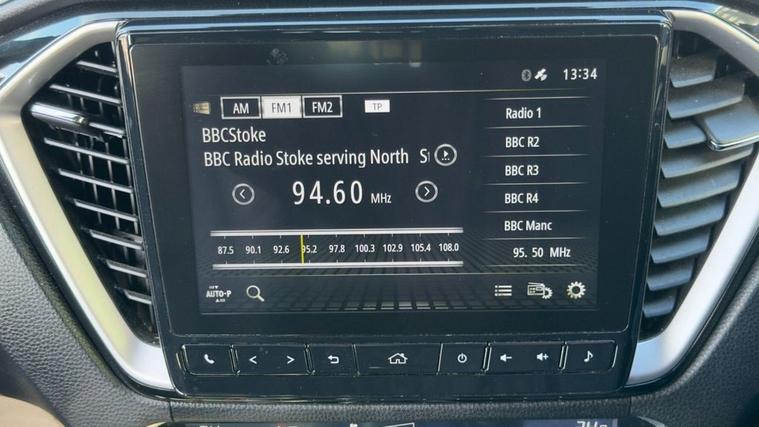 13:34
AM FM1 FM2 TP
BBCStoke
BBC Radio Stoke serving North
94.60 MHz
87.5 90.1 92.6 95.2 97.8 100.3 102.9 105.4 108.0
Radio 1
BBC R2
BBC R3
BBC R4
BBC Manc
95. 50 MHz
AUTO-P